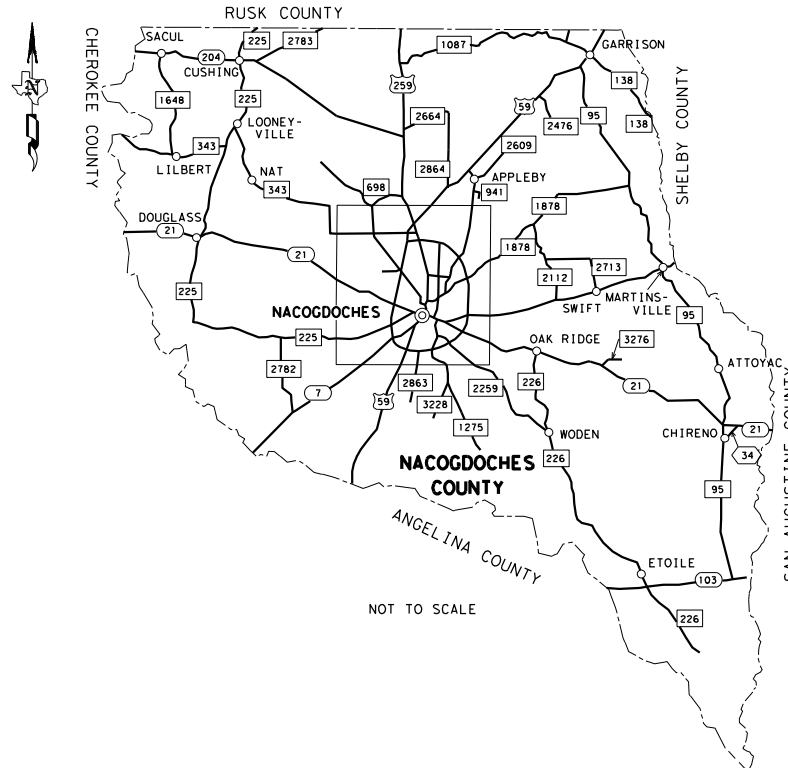 RUSK COUNTY
SACUL
225
2783
1087
GARRISON
CHEROKEE COUNTY
204
CUSHING
N
259
138
SHELBY COUNTY
1648
225
59
LOONEY-
VILLE
2664
2476
95
138
343
LILBERT
2609
NAT
343
698
2864
APPLEBY
941
1878
DOUGLASS
21
21
1878
2713
2112
225
NACOGDOCHES
SWIFT
MARTINS-
VILLE
95
225
OAK RIDGE
3276
2782
ATTOYAC
7
59
2863
2259
226
21
3228
1275
WODEN
CHIRENO
21
34
NACOGDOCHES
COUNTY
226
95
SAN AUGUSTINE COUNTY
ANGELINA COUNTY
ETOILE
103
NOT TO SCALE
226